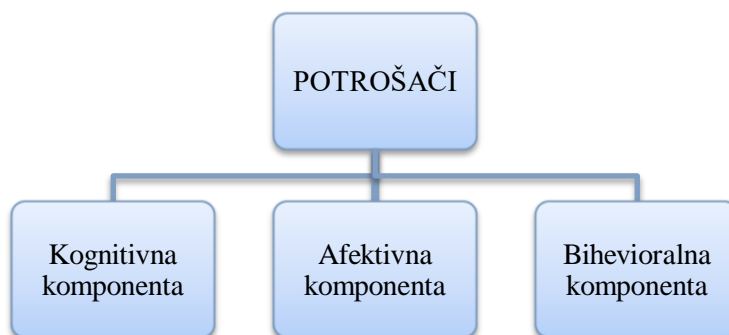 POTROŠAČI
Kognitivna
komponenta
Afektivna
komponenta
Bihevioralna
komponenta